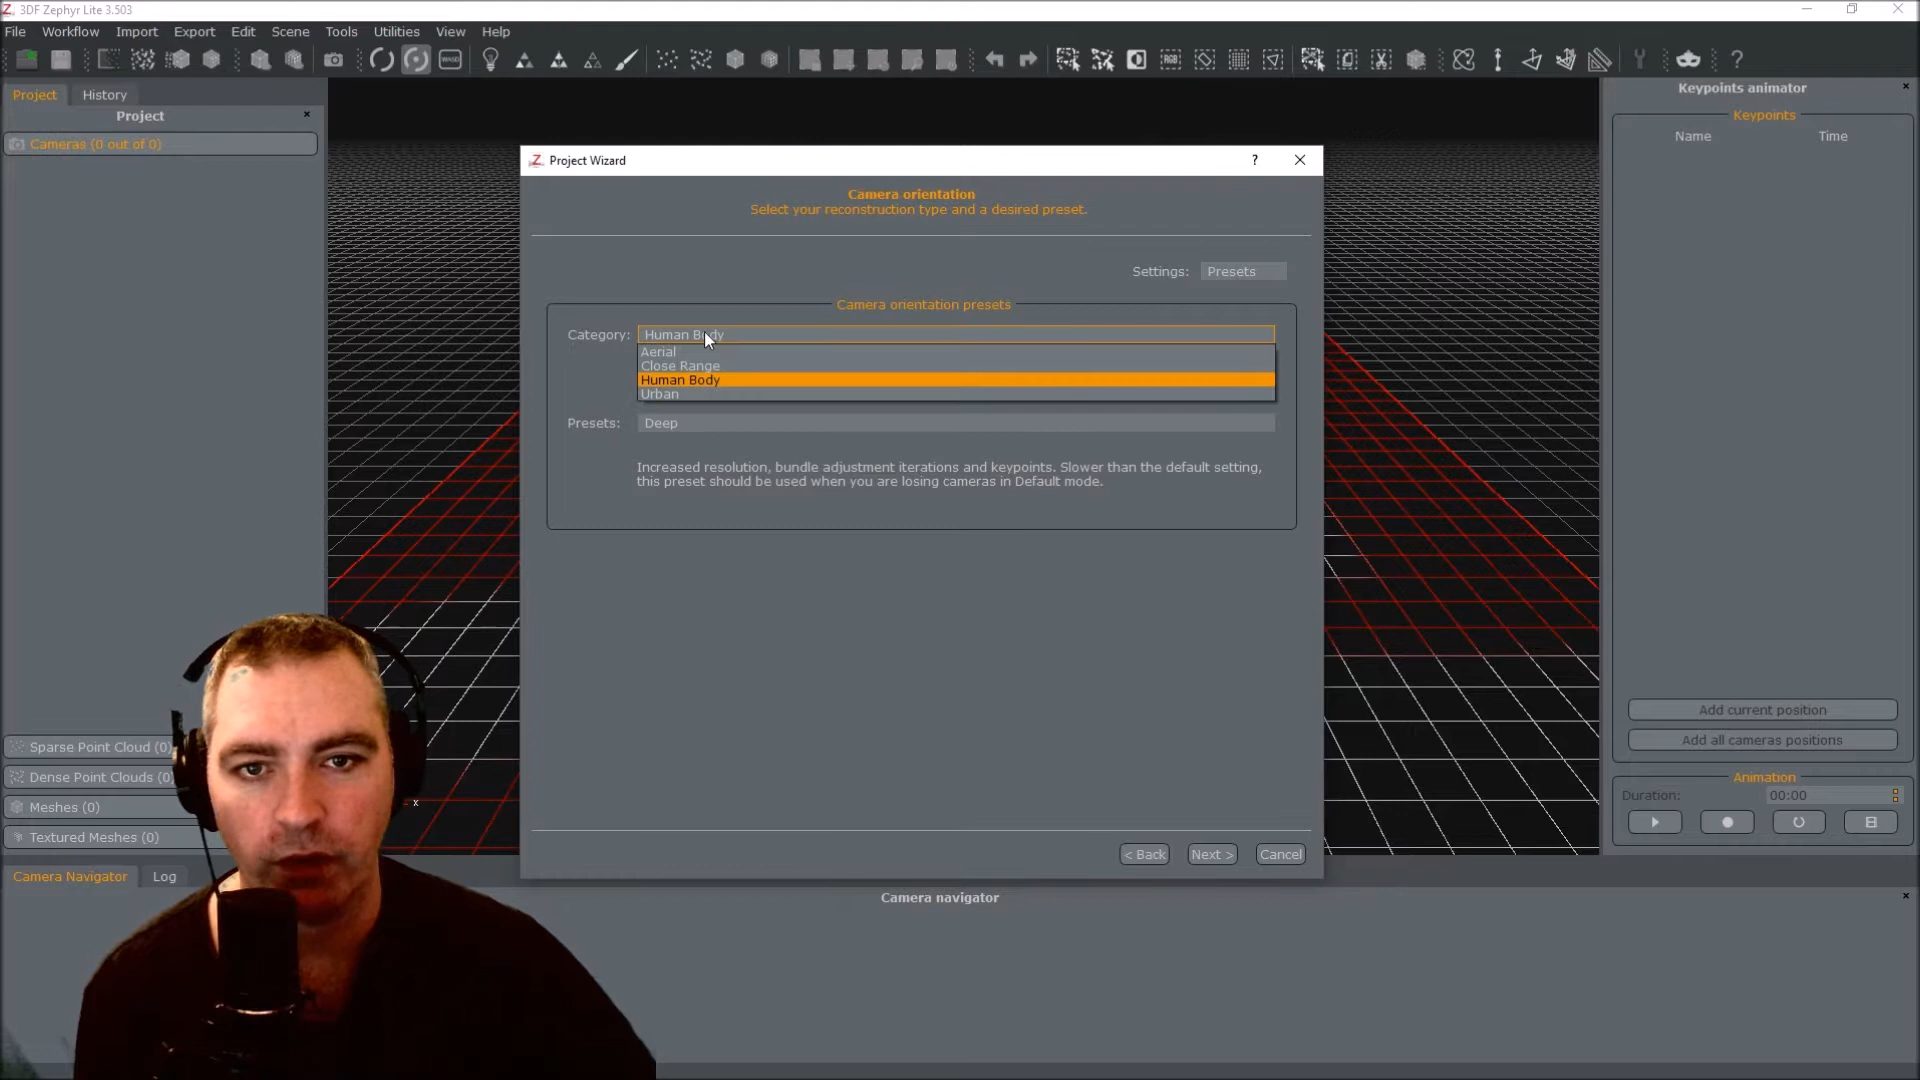 3DF Zephyr Lite 3.503
File Workflow Import Export Edit Scene Tools Utilities View Help
WASD
RGB
?
Project History
Project
Cameras (0 out of 0)
Sparse Point Cloud (0)
Dense Point Clouds (0)
Meshes (0)
Textured Meshes (0)
Project Wizard
?
Camera orientation
Select your reconstruction type and a desired preset.
Settings: Presets
Camera orientation presets
Category: Human Body
Aerial
Close Range
Human Body
Urban
Presets: Deep
Increased resolution, bundle adjustment iterations and keypoints. Slower than the default setting,
this preset should be used when you are losing cameras in Default mode.
< Back Next > Cancel
x
Keypoints animator
Keypoints
Name Time
Add current position
Add all cameras positions
Animation
Duration: 00:00
Camera Navigator Log
Camera navigator